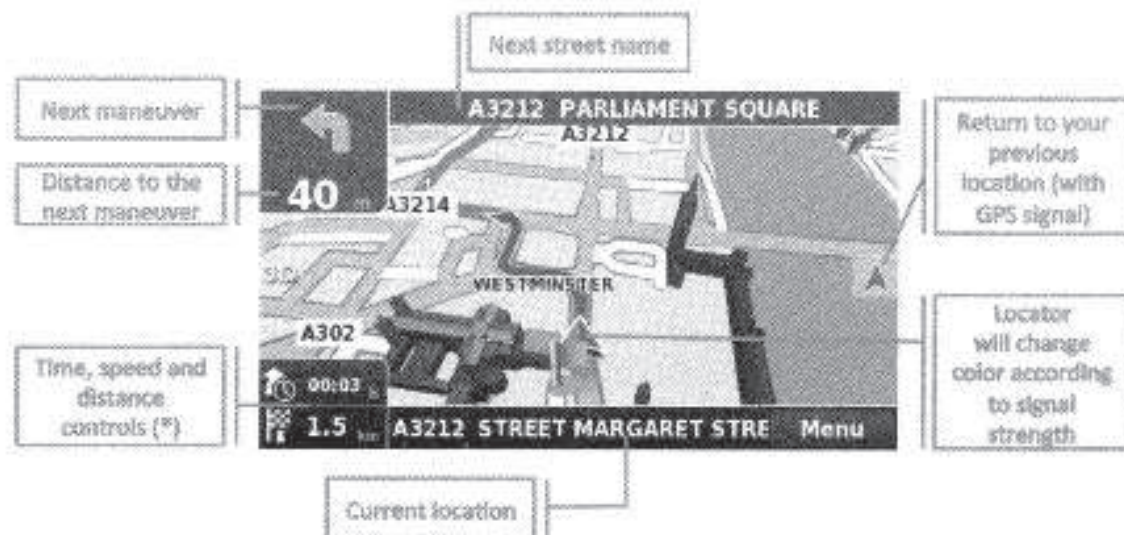 Next street name
Next maneuver
A3212 PARLIAMENT SQUARE
A3212
Return to your
previous
location (with
GPS signal)
Distance to the
next maneuver
40 m
A3214
WESTMINSTER
A302
Time, speed and
distance
controls (*)
00:03 h
1.5 km
A3212 STREET MARGARET STRE
Menu
Locator
will change
color according
to signal
strength
Current location